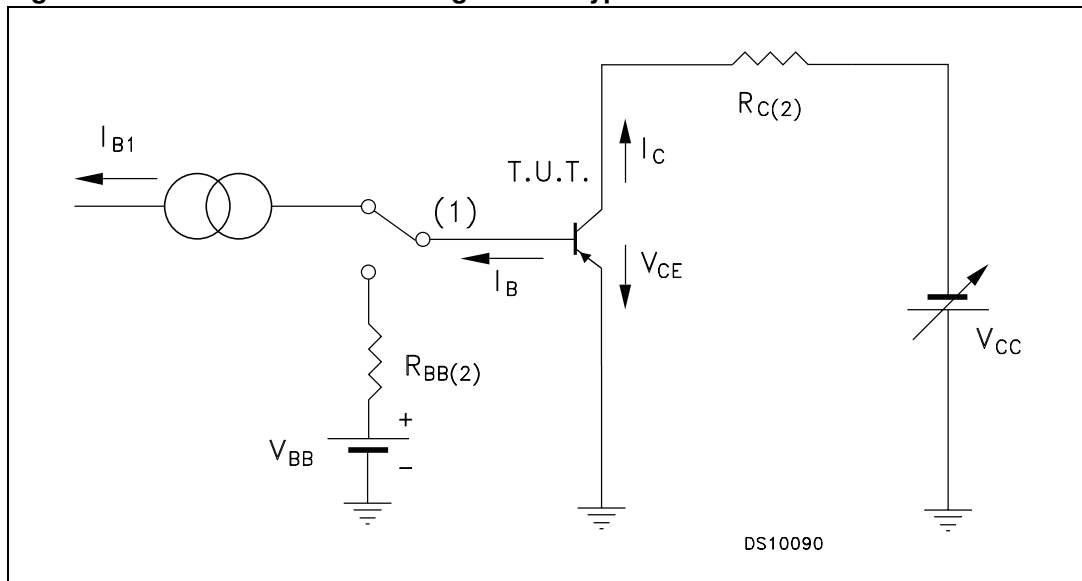 I_B1
(1)
I_B
T.U.T.
I_C
V_CE
R_C(2)
V_CC
R_BB(2)
V_BB
+
−
DS10090